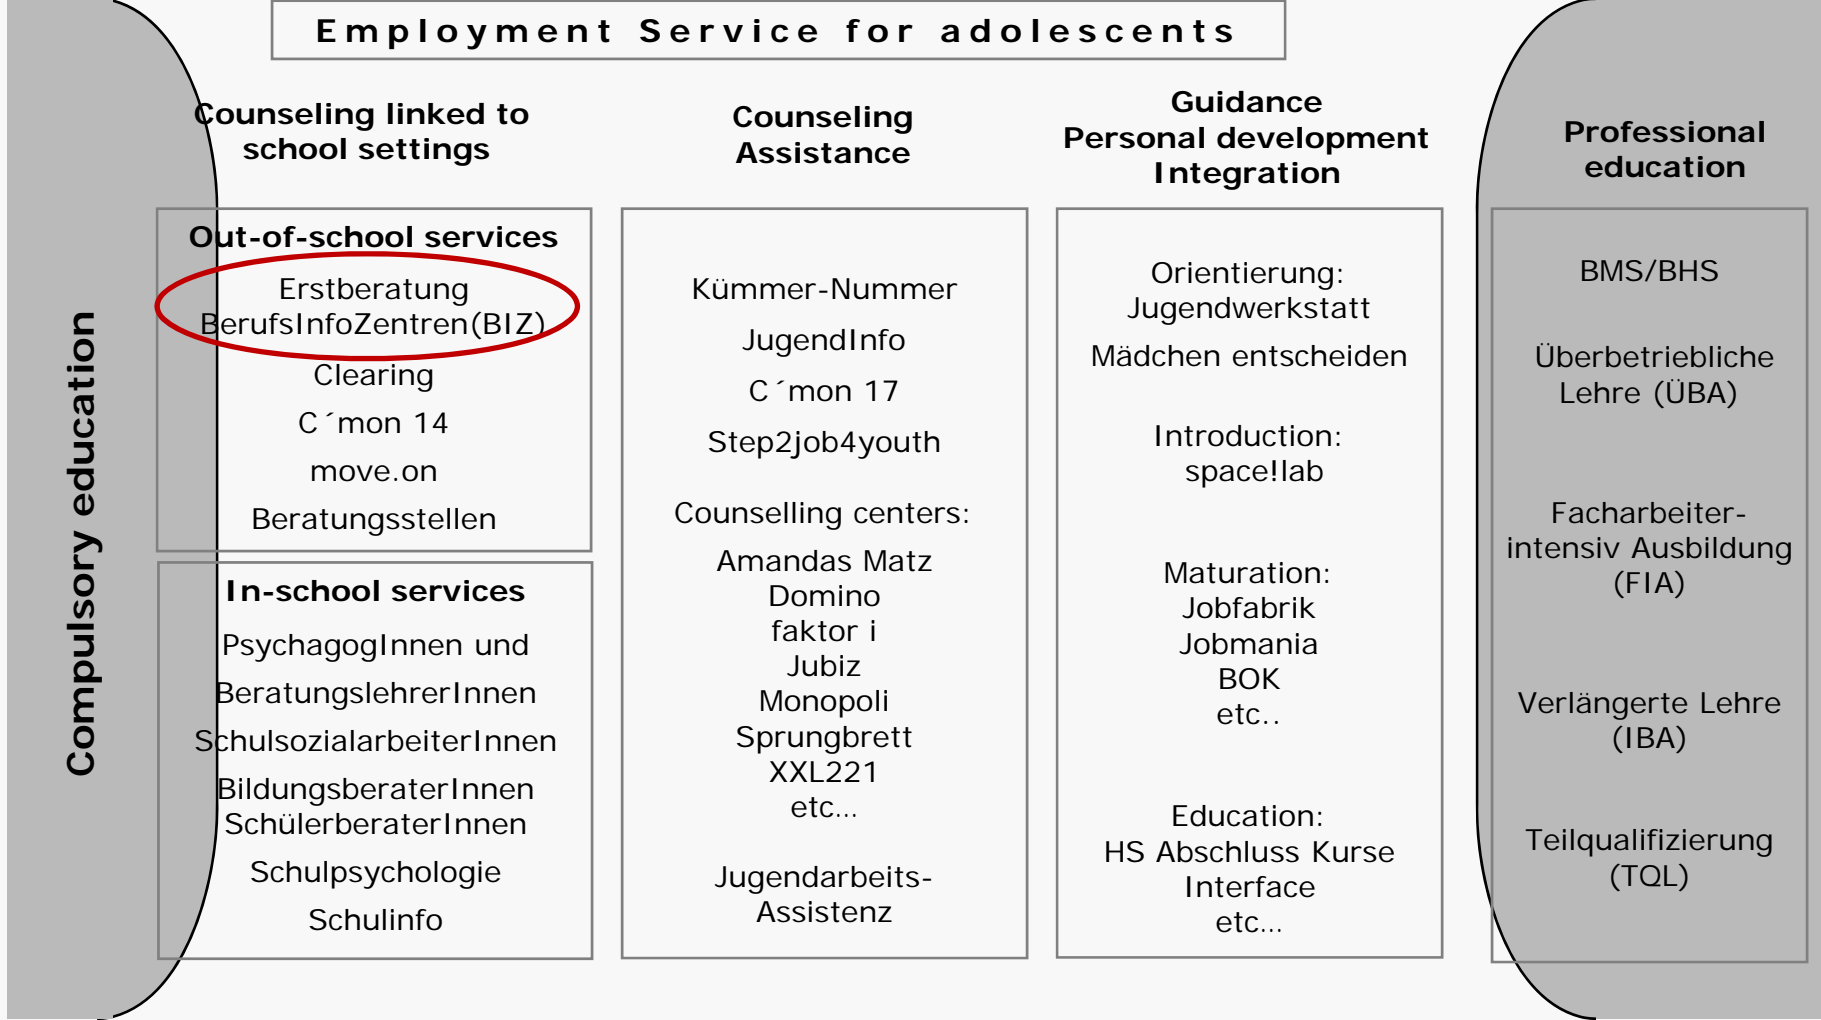 Employment Service for adolescents
Compulsory education
Counseling linked to
school settings
Out-of-school services
Erstberatung
BerufsInfoZentren(BIZ)
Clearing
C´mon 14
move.on
Beratungsstellen
In-school services
PsychagogInnen und
BeratungslehrerInnen
SchulsozialarbeiterInnen
BildungsberaterInnen
SchülerberaterInnen
Schulpsychologie
Schulinfo
Counseling
Assistance
Kümmer-Nummer
JugendInfo
C´mon 17
Step2job4youth
Counselling centers:
Amandas Matz
Domino
faktor i
Jubiz
Monopoli
Sprungbrett
XXL221
etc…
Jugendarbeits-
Assistenz
Guidance
Personal development
Integration
Orientierung:
Jugendwerkstatt
Mädchen entscheiden
Introduction:
space!lab
Maturation:
Jobfabrik
Jobmania
BOK
etc..
Education:
HS Abschluss Kurse
Interface
etc…
Professional
education
BMS/BHS
Überbetriebliche
Lehre (ÜBA)
Facharbeiter-
intensiv Ausbildung
(FIA)
Verlängerte Lehre
(IBA)
Teilqualifizierung
(TQL)